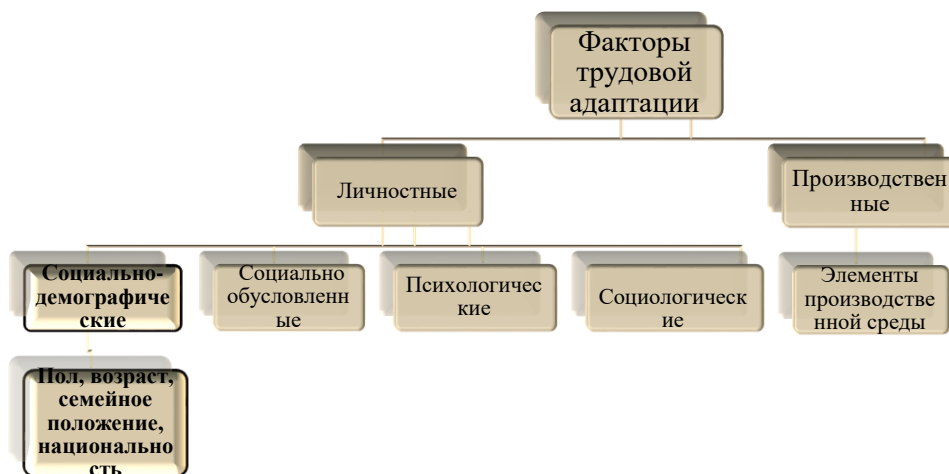 Факторы
трудовой
адаптации
Личностные
Производствен
ные
Социально-
демографиче
ские
Социально
обусловленн
ые
Психологичес
кие
Социологическ
ие
Элементы
производстве
нной среды
Пол, возраст,
семейное
положение,
национально
сть